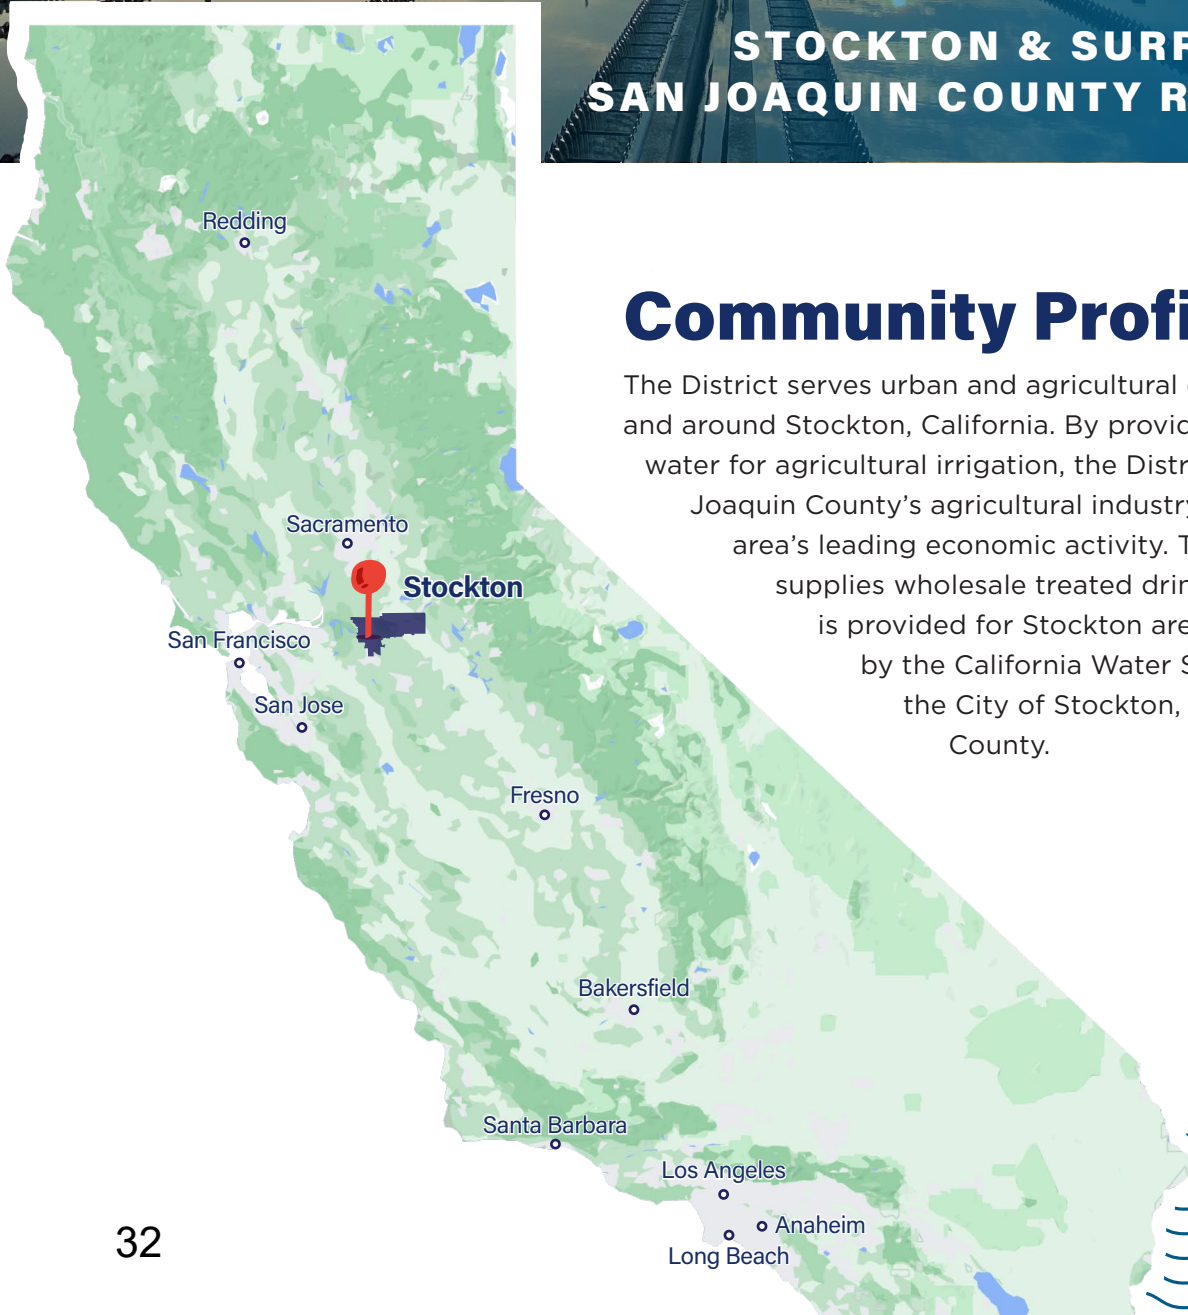 STOCKTON & SURR
SAN JOAQUIN COUNTY R
Community Profi
The District serves urban and agricultural
and around Stockton, California. By provid
water for agricultural irrigation, the Distr
Joaquin County’s agricultural industry
area’s leading economic activity. T
supplies wholesale treated drin
is provided for Stockton are
by the California Water S
the City of Stockton,
County.
Redding
Sacramento
Stockton
San Francisco
San Jose
Fresno
Bakersfield
Santa Barbara
Los Angeles
Anaheim
Long Beach
32